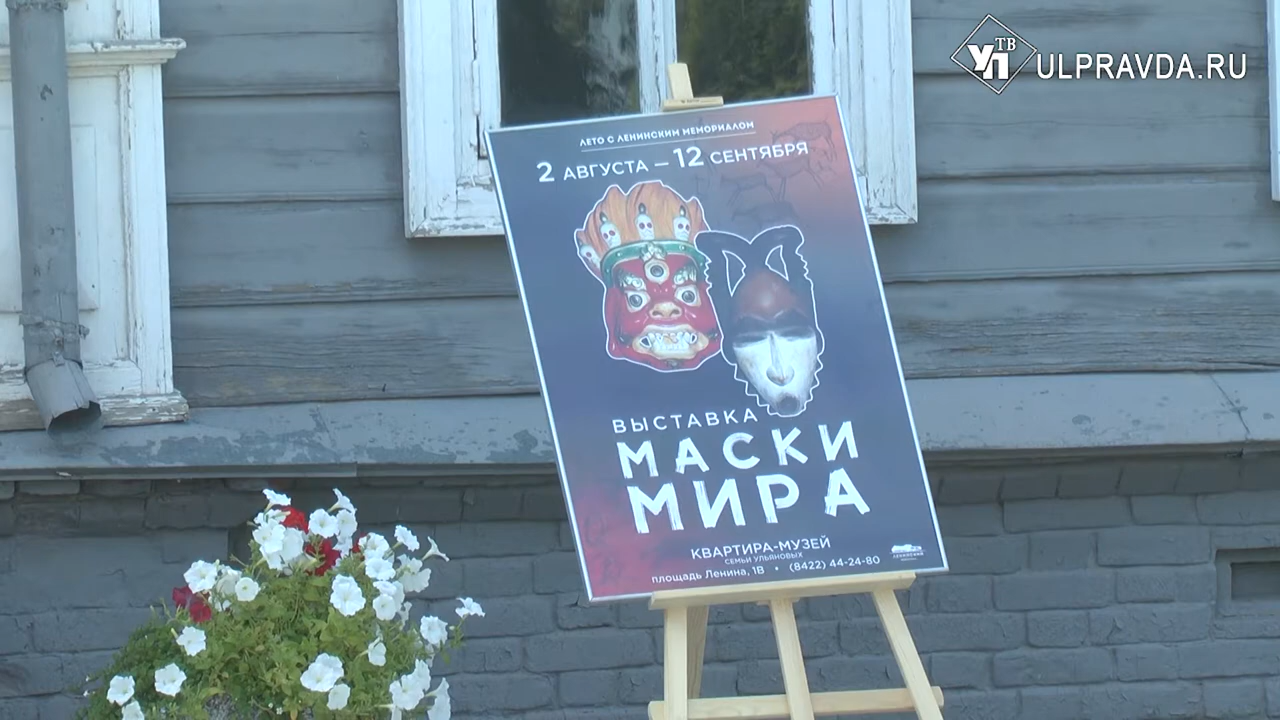 УП ТВ ULPRAVDA.RU
ЛЕТО С ЛЕНИНСКИМ МЕМОРИАЛОМ
2 АВГУСТА – 12 СЕНТЯБРЯ
ВЫСТАВКА
МАСКИ
МИРА
КВАРТИРА-МУЗЕЙ
СЕМЬИ УЛЬЯНОВЫХ
площадь Ленина, 1В • (8422) 44-24-80